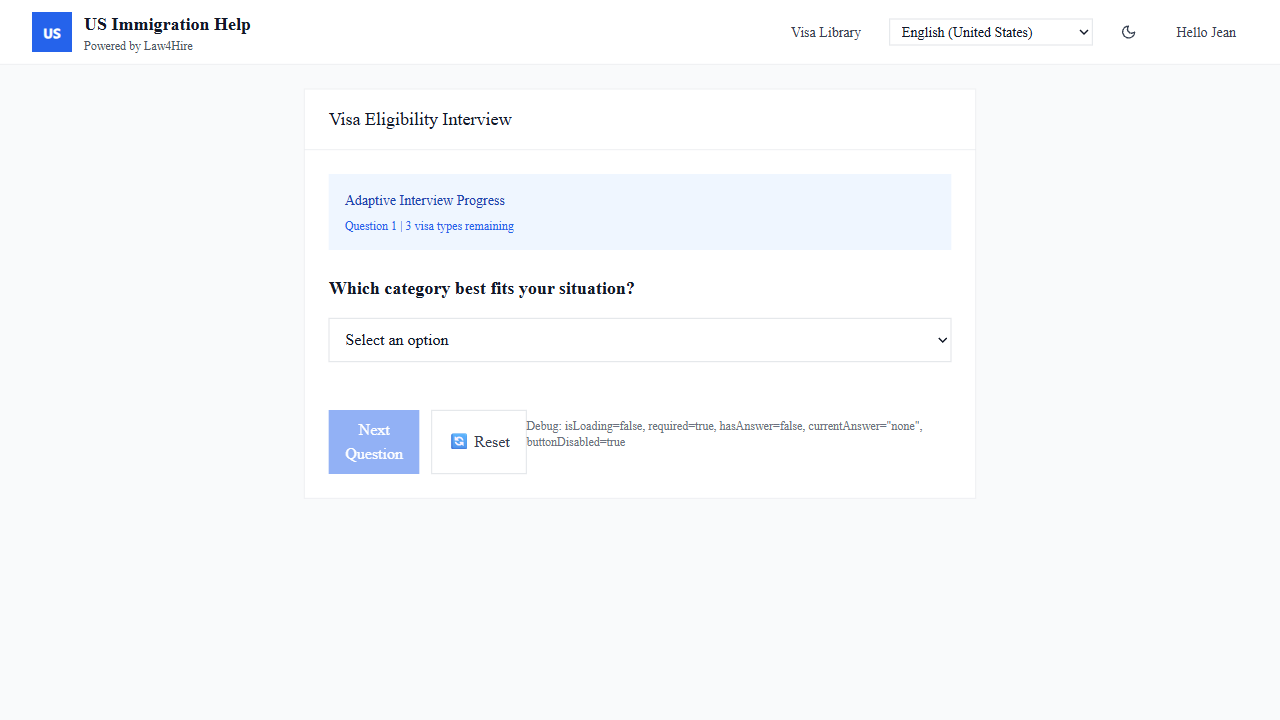 US
US Immigration Help
Powered by Law4Hire
Visa Library
English (United States)
Hello Jean
Visa Eligibility Interview
Adaptive Interview Progress
Question 1 | 3 visa types remaining
Which category best fits your situation?
Select an option
Next
Question
Reset
Debug: isLoading=false, required=true, hasAnswer=false, currentAnswer="none",
buttonDisabled=true